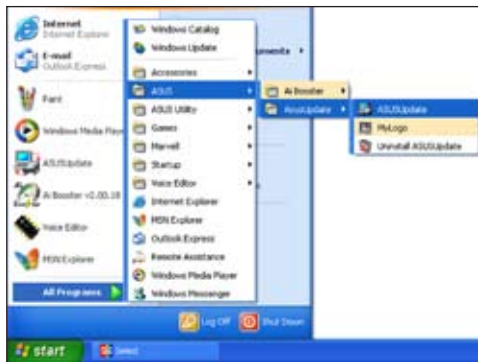 Internet
Internet Explorer
E-mail
Outlook Express
Paint
Windows Media Player
ASUSUpdate
Ai Booster v2.00.18
Voice Editor
MSN Explorer
All Programs
Windows Catalog
Windows Update
Accessories
ASUS
ASUS Utility
Games
Marvell
Startup
Voice Editor
Internet Explorer
MSN Explorer
Outlook Express
Remote Assistance
Windows Media Player
Windows Messenger
Ai Booster
AsusUpdate
ASUSUpdate
MyLogo
Uninstall ASUSUpdate
Log Off
Shut Down
start